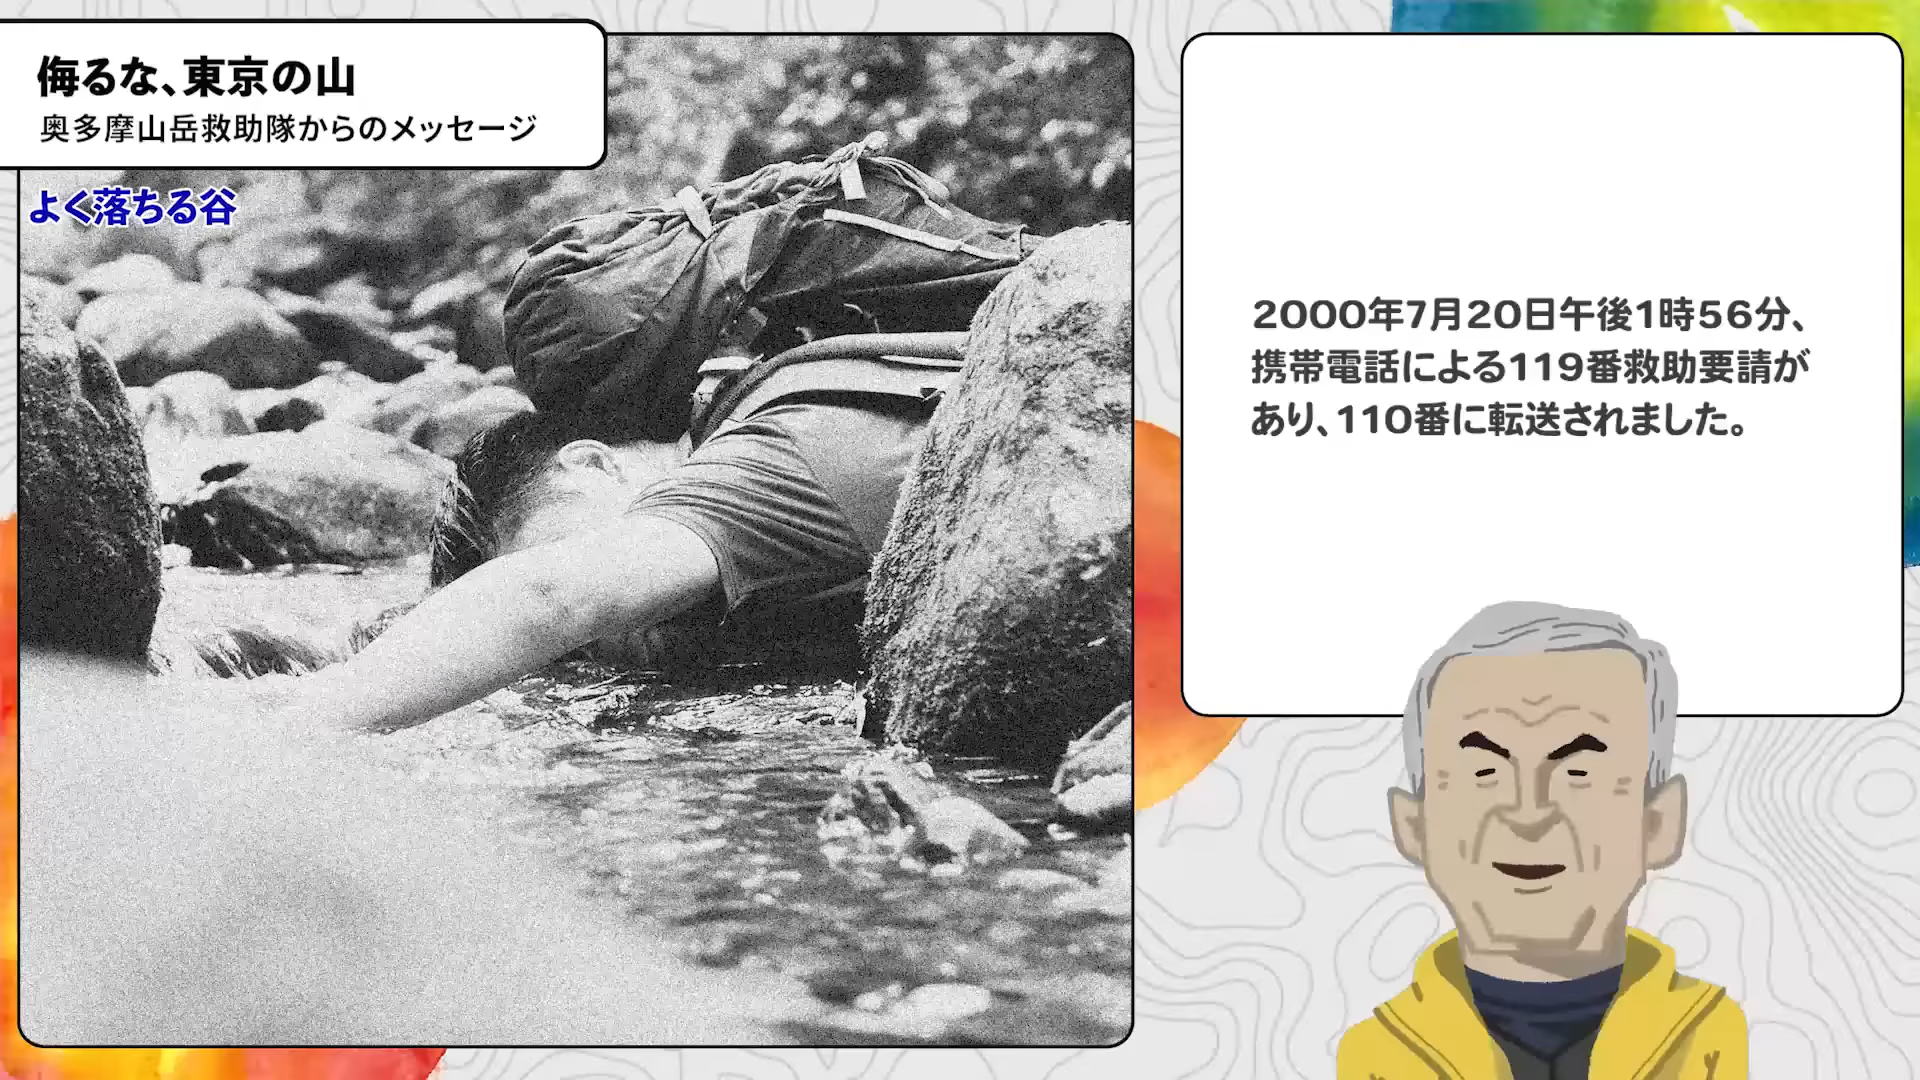 侮るな、東京の山
奥多摩山岳救助隊からのメッセージ
よく落ちる谷
2000年7月20日午後1時56分、
携帯電話による119番救助要請が
あり、110番に転送されました。